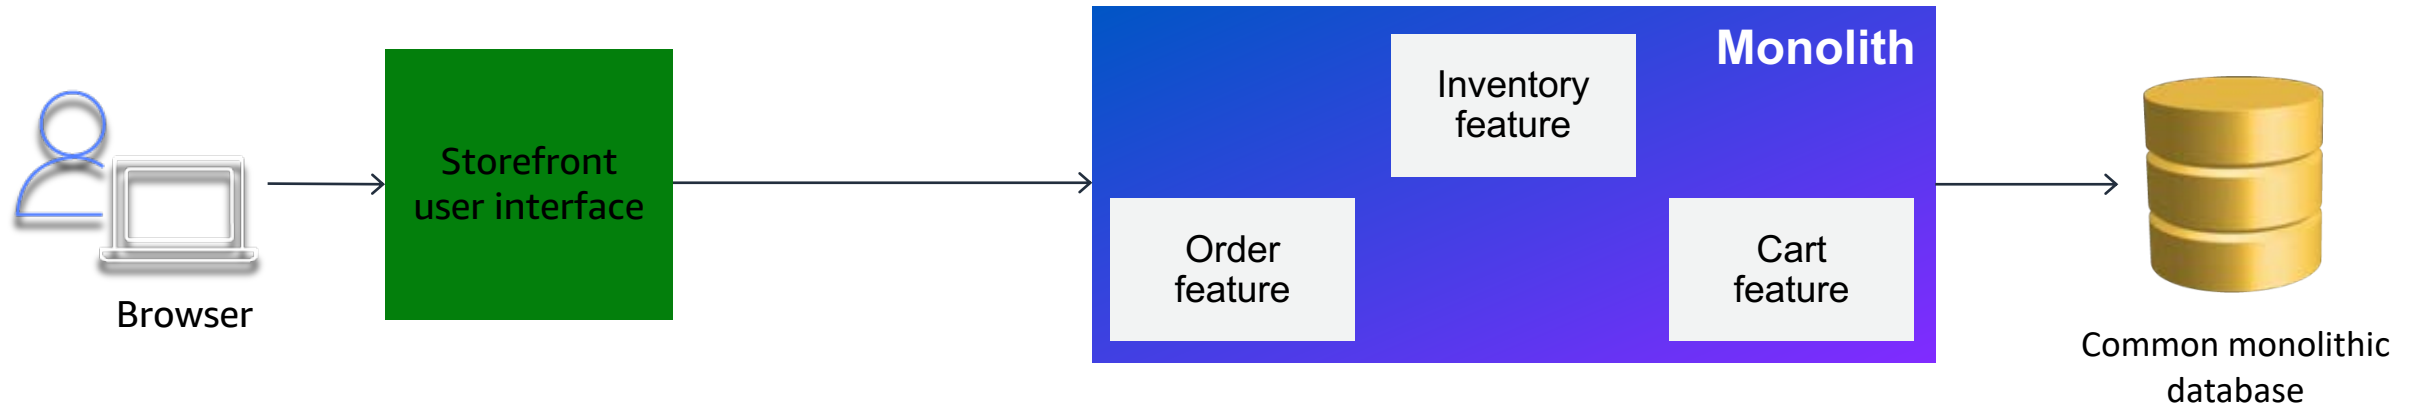 Browser
Storefront
user interface
Monolith
Inventory
feature
Order
feature
Cart
feature
Common monolithic
database